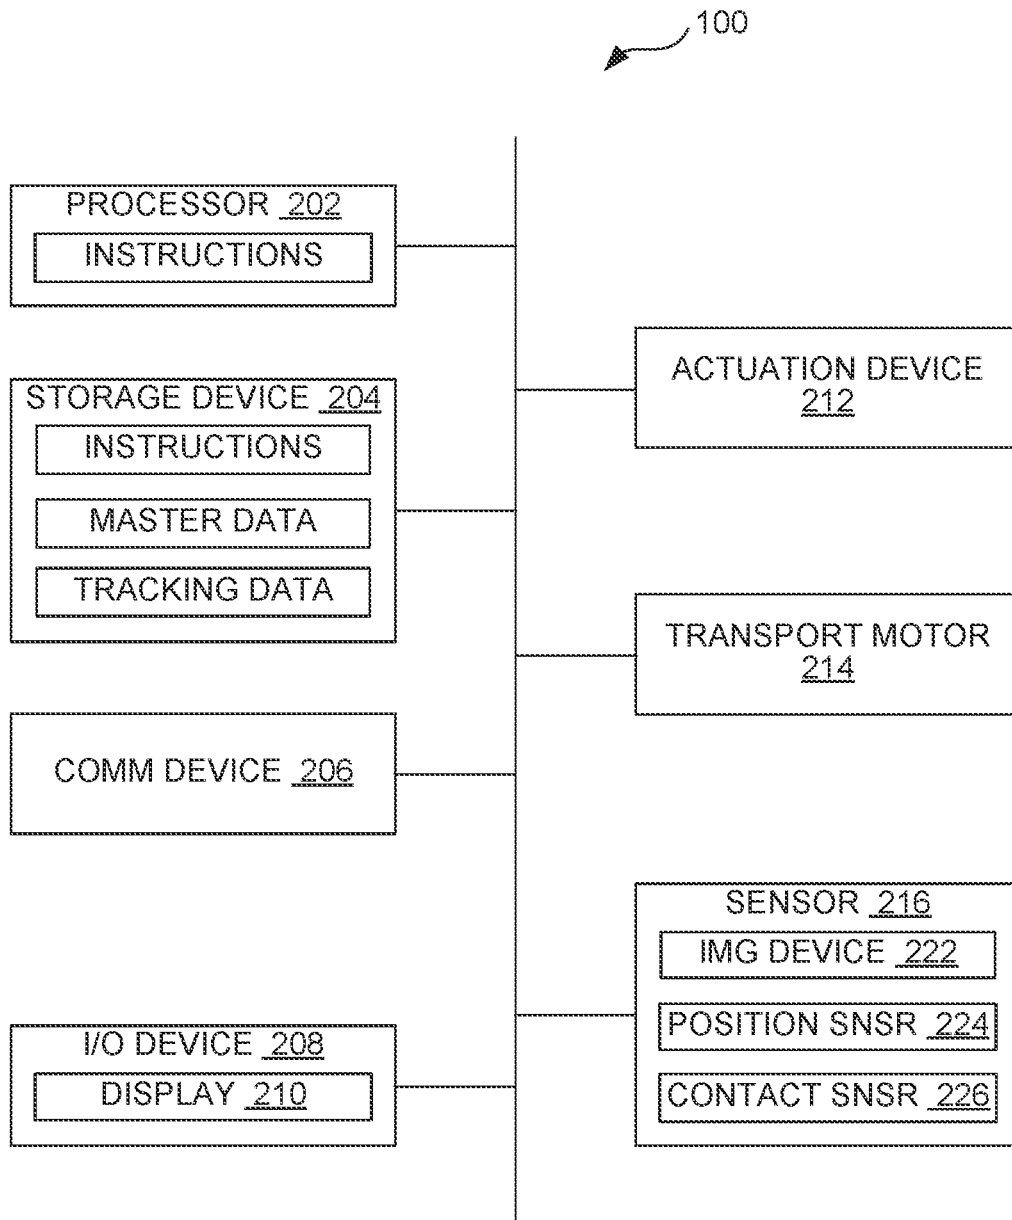 100
PROCESSOR 202
INSTRUCTIONS
STORAGE DEVICE 204
INSTRUCTIONS
MASTER DATA
TRACKING DATA
COMM DEVICE 206
I/O DEVICE 208
DISPLAY 210
ACTUATION DEVICE
212
TRANSPORT MOTOR
214
SENSOR 216
IMG DEVICE 222
POSITION SNSR 224
CONTACT SNSR 226